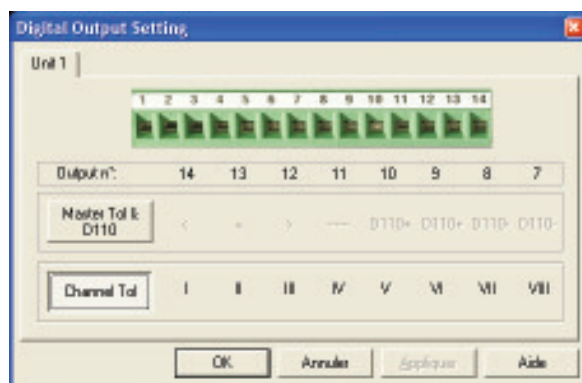 Digital Output Setting
Unit 1
1 2 3 4 5 6 7 8 9 10 11 12 13 14
Output n°: 14 13 12 11 10 9 8 7
Master Tol & D110 < = > ---- D110+ D110+ D110- D110-
Channel Tol I II III IV V VI VII VIII
OK Annuler Appliquer Aide